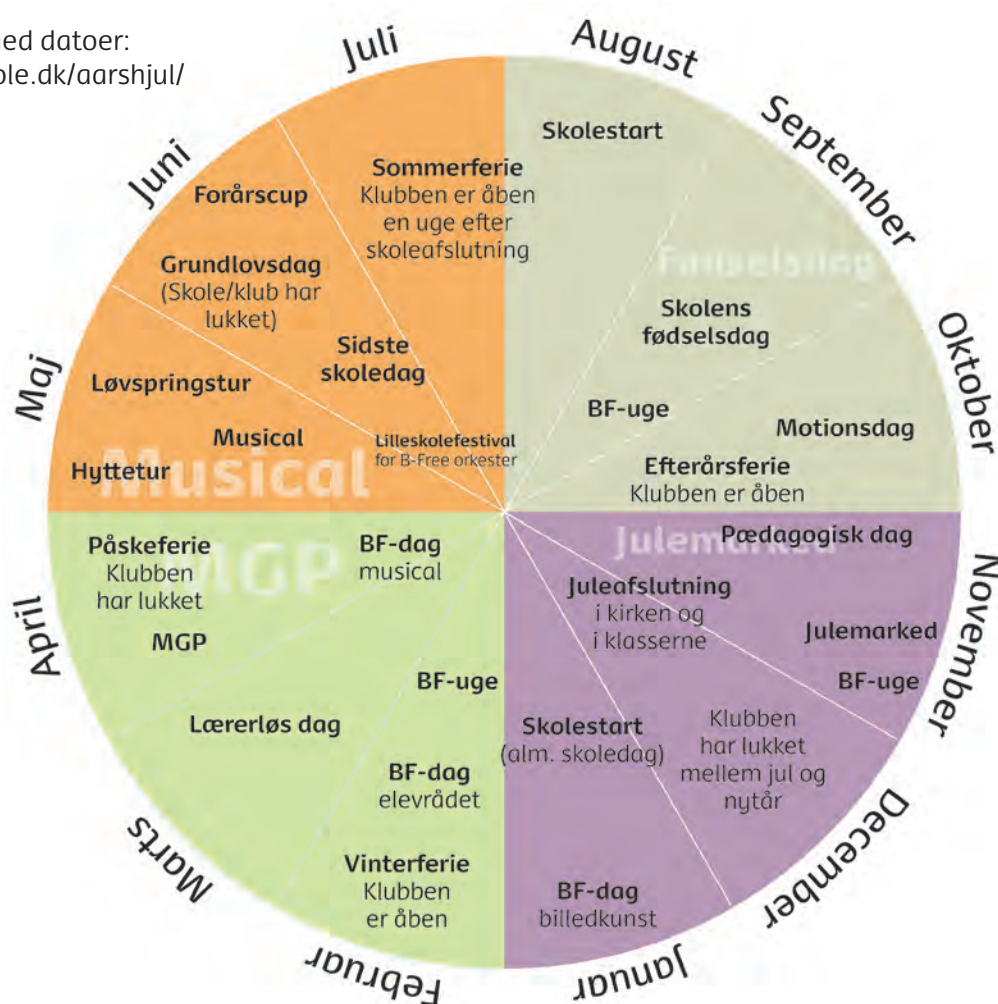 ed datoer:
ole.dk/aarshjul/
Juli
August
September
Oktober
November
December
Januar
Februar
Marts
April
Maj
Juni
Skolestart
Fødselsdag
Skolens
fødselsdag
BF-uge
Motionsdag
Efterårsferie
Klubben er åben
Julemarked
Pædagogisk dag
Juleafslutning
i kirken og
i klasserne
Julemarked
BF-uge
Klubben
har lukket
mellem jul og
nytår
Skolestart
(alm. skoledag)
BF-dag
billedkunst
BF-uge
BF-dag
elevrådet
Vinterferie
Klubben
er åben
Lærerløs dag
MGP
Påskeferie
Klubben
har lukket
BF-dag
musical
MGP
Musical
Løvspringstur
Musical
Hyttetur
Lilleskolefestival
for B-Free orkester
Forårscup
Grundlovsdag
(Skole/klub har
lukket)
Sidste
skoledag
Sommerferie
Klubben er åben
en uge efter
skoleafslutning